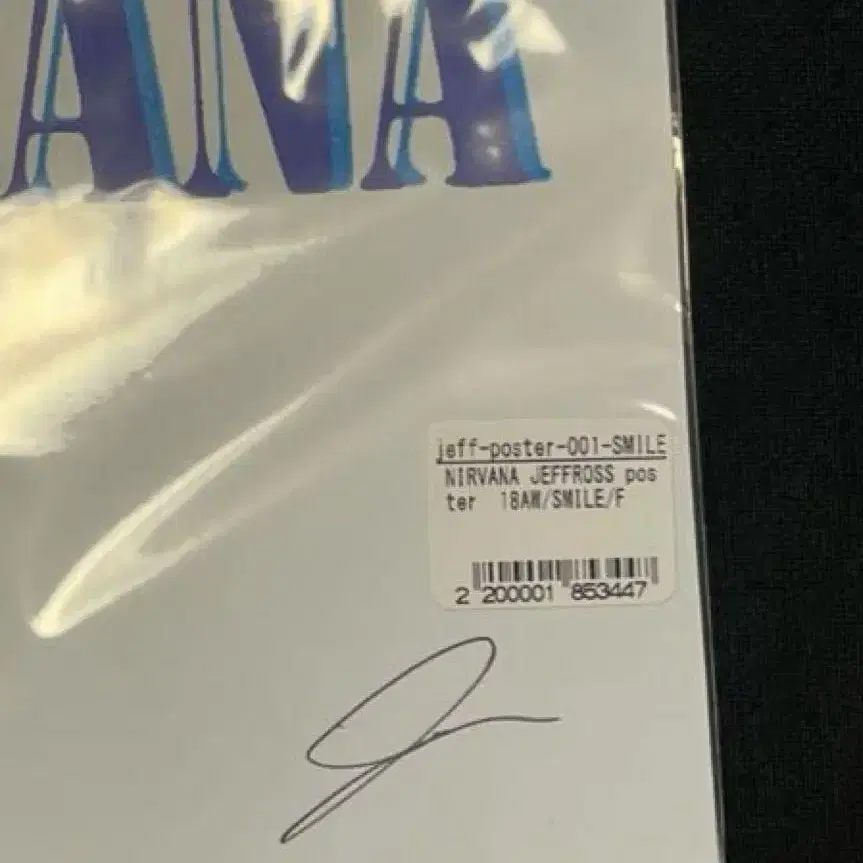 ANA
jeff-poster-001-SMILE
NIRVANA JEFFROSS pos
ter 18AW/SMILE/F
2 200001 853447